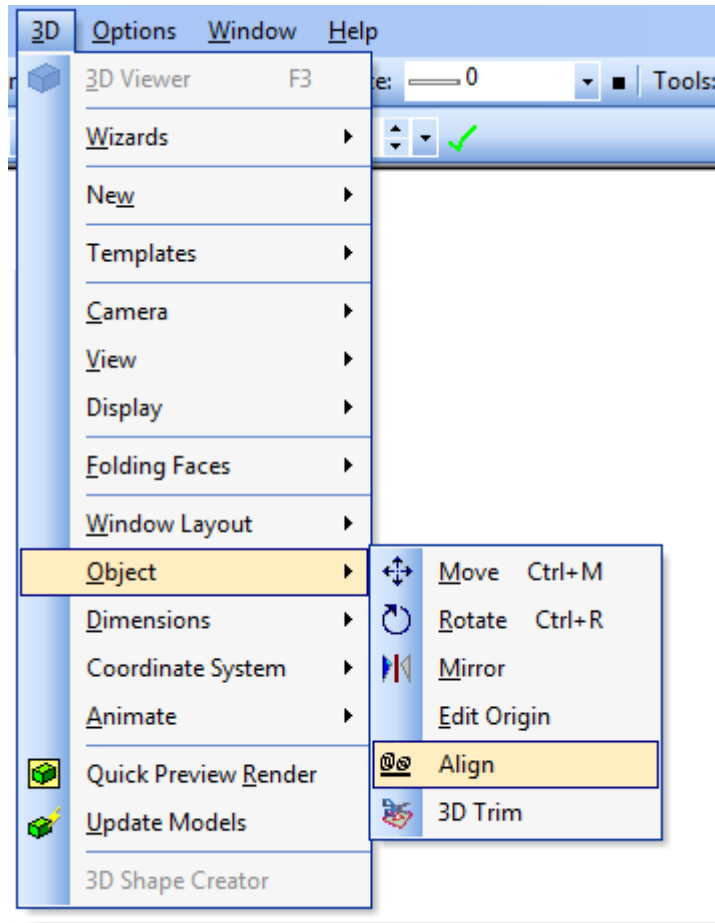 3D Options Window Help
3D Viewer F3
te: 0 Tools:
Wizards
New
Templates
Camera
View
Display
Folding Faces
Window Layout
Object
Move Ctrl+M
Dimensions
Rotate Ctrl+R
Coordinate System
Mirror
Animate
Edit Origin
Quick Preview Render
Align
Update Models
3D Trim
3D Shape Creator